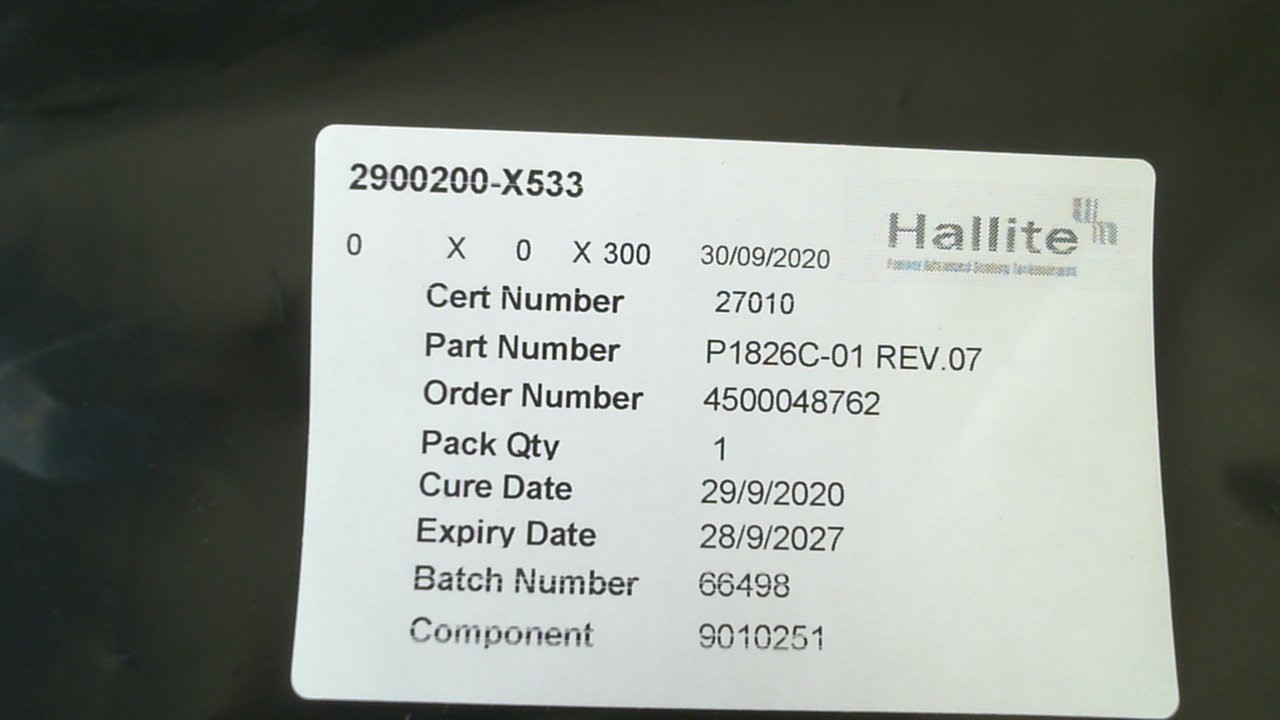 2900200-X533
Hallite
0 X 0 X 300 30/09/2020
Cert Number 27010
Part Number P1826C-01 REV.07
Order Number 4500048762
Pack Qty 1
Cure Date 29/9/2020
Expiry Date 28/9/2027
Batch Number 66498
Component 9010251